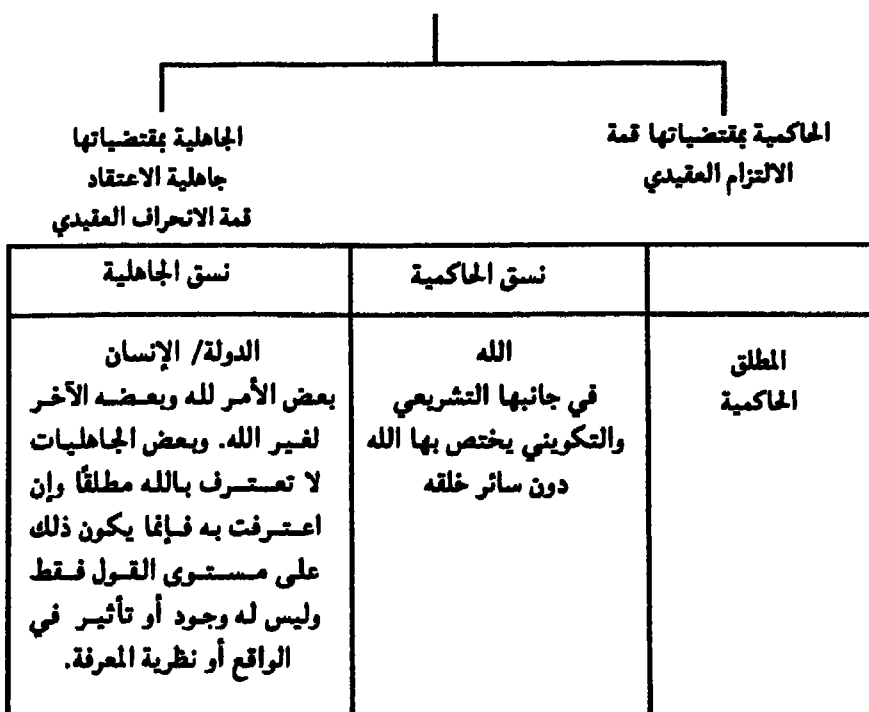 الحاكمية بمقتضياتها قمة
الالتزام العقيدي
الجاهلية بمقتضياتها
جاهلية الاعتقاد
قمة الانحراف العقيدي
نسق الحاكمية
نسق الجاهلية
المطلق
الحاكمية
الله
في جانبها التشريعي
والتكويني يختص بها الله
دون سائر خلقه
الدولة/ الإنسان
بعض الأمر لله وبعضه الآخر
لغير الله. وبعض الجاهليات
لا تعترف بالله مطلقًا وإن
اعترفت به فإنما يكون ذلك
على مستوى القول فقط
وليس له وجود أو تأثير في
الواقع أو نظرية المعرفة.